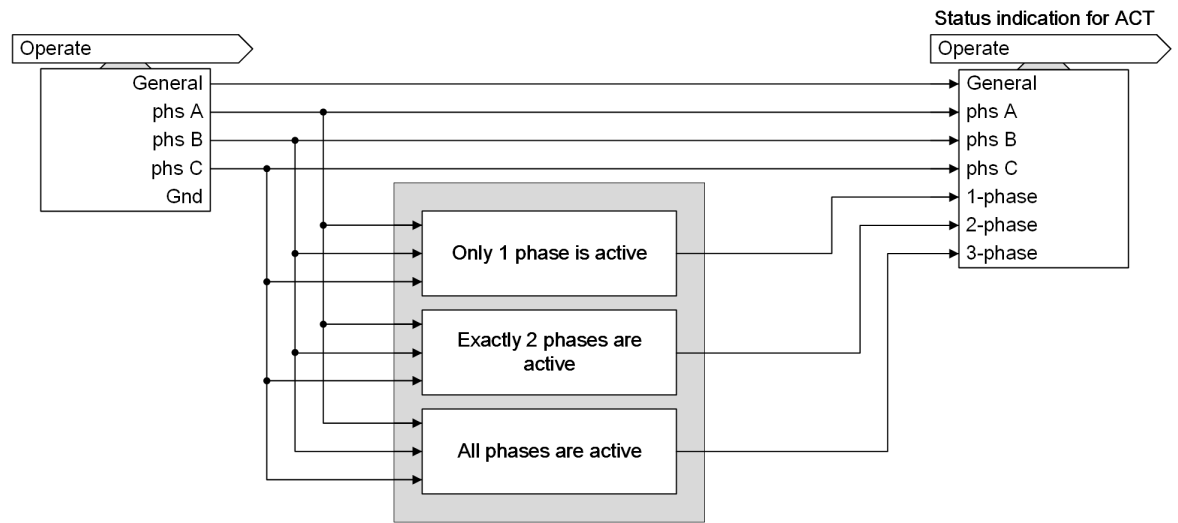 Status indication for ACT
Operate
Operate
General
phs A
phs B
phs C
Gnd
General
phs A
phs B
phs C
1-phase
2-phase
3-phase
Only 1 phase is active
Exactly 2 phases are
active
All phases are active